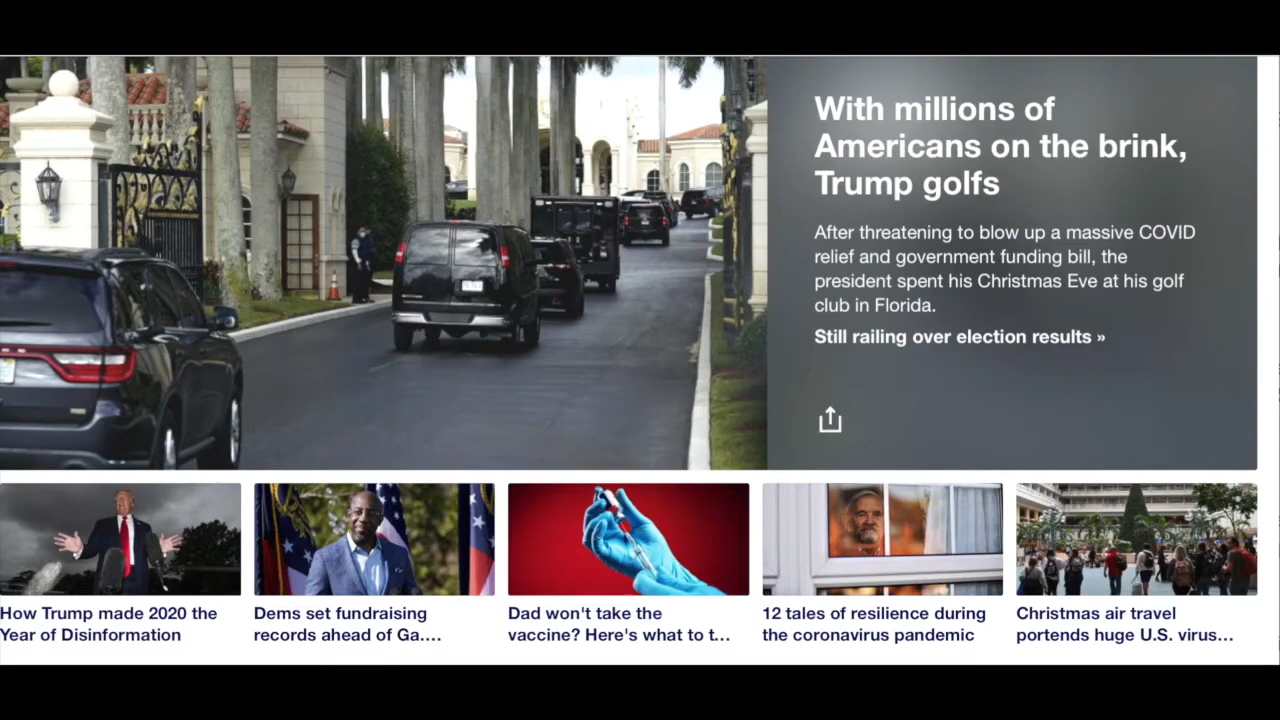 With millions of
Americans on the brink,
Trump golfs
After threatening to blow up a massive COVID
relief and government funding bill, the
president spent his Christmas Eve at his golf
club in Florida.
Still railing over election results »
How Trump made 2020 the
Year of Disinformation
Dems set fundraising
records ahead of Ga....
Dad won't take the
vaccine? Here's what to t...
12 tales of resilience during
the coronavirus pandemic
Christmas air travel
portends huge U.S. virus...